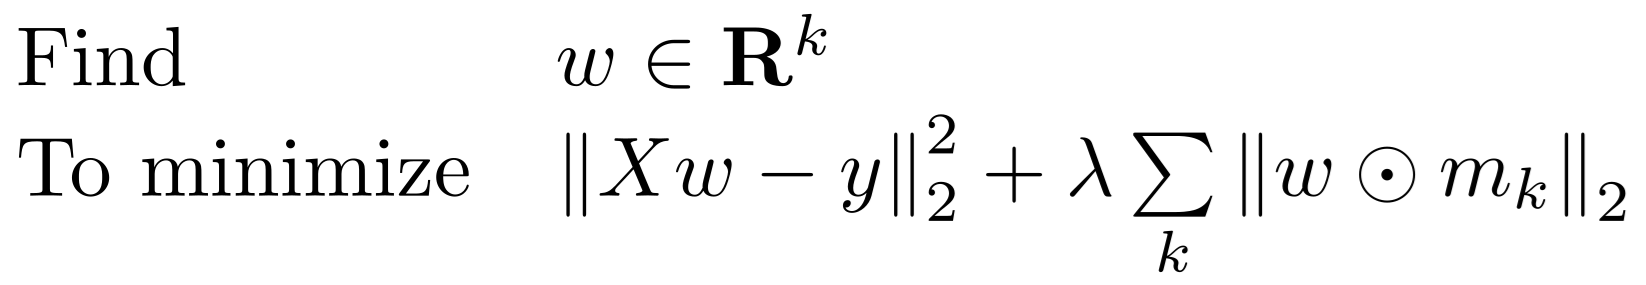 Find w ∈ R^k
To minimize ‖Xw − y‖_2^2 + λ ∑_k ‖w ⊙ m_k‖_2